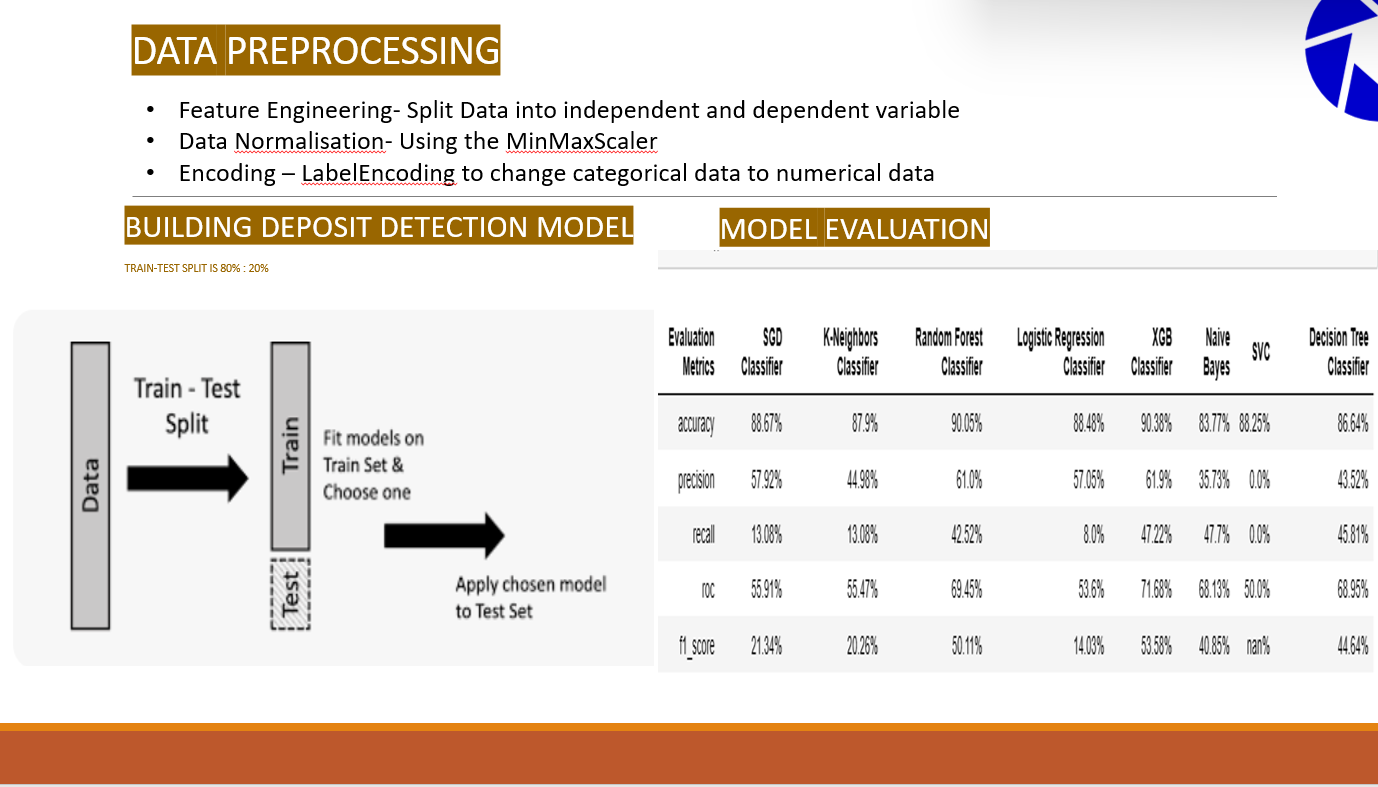 DATA PREPROCESSING
• Feature Engineering- Split Data into independent and dependent variable
• Data Normalisation- Using the MinMaxScaler
• Encoding – LabelEncoding to change categorical data to numerical data
BUILDING DEPOSIT DETECTION MODEL
TRAIN-TEST SPLIT IS 80% : 20%
Data
Train - Test
Split
Train
Test
Fit models on
Train Set &
Choose one
Apply chosen model
to Test Set
MODEL EVALUATION
Evaluation Metrics SGD Classifier K-Neighbors Classifier Random Forest Classifier Logistic Regression Classifier XGB Classifier Naive Bayes SVC Decision Tree Classifier
accuracy 88.67% 87.9% 90.05% 88.48% 90.38% 83.77% 88.25% 86.64%
precision 57.92% 44.98% 61.0% 57.05% 61.9% 35.73% 0.0% 43.52%
recall 13.08% 13.08% 42.52% 8.0% 47.22% 47.7% 0.0% 45.81%
roc 55.91% 55.47% 69.45% 53.6% 71.68% 68.13% 50.0% 68.95%
f1_score 21.34% 20.26% 50.11% 14.03% 53.58% 40.85% nan% 44.64%